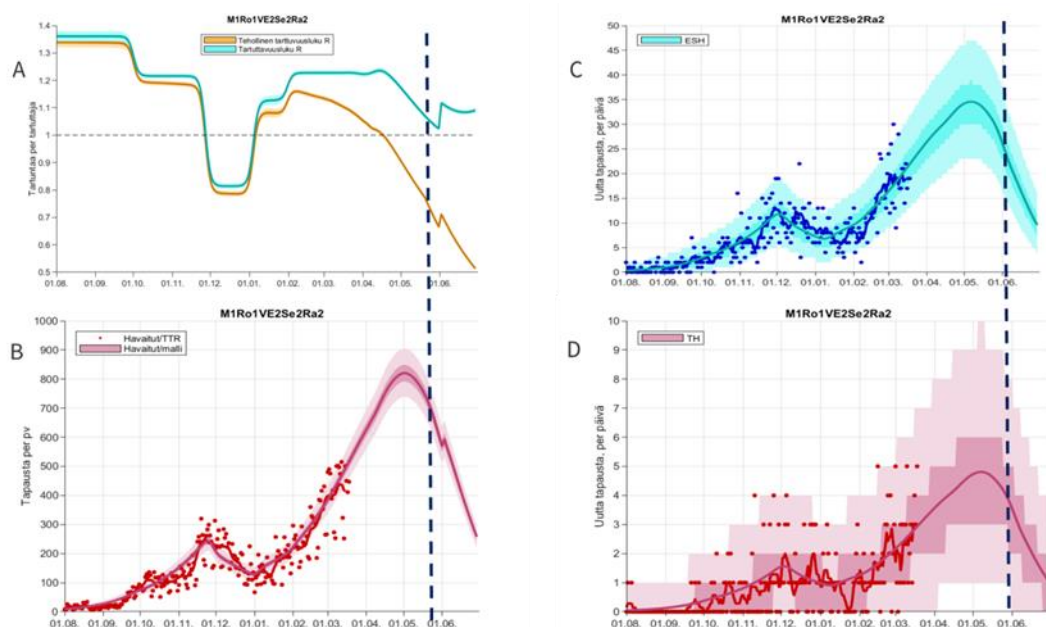 M1Ro1VE2Se2Ra2
A
Tartuntaa per tartuttaja
1.4
1.3
1.2
1.1
1
0.9
0.8
0.7
0.6
0.5
Tehollinen tarttuvuusluku R
Tartuttavuusluku R
01.08. 01.09. 01.10. 01.11. 01.12. 01.01. 01.02. 01.03. 01.04. 01.05. 01.06.
M1Ro1VE2Se2Ra2
C
Uutta tapausta, per päivä
50
45
40
35
30
25
20
15
10
5
0
ESH
01.08. 01.09. 01.10. 01.11. 01.12. 01.01. 01.02. 01.03. 01.04. 01.05. 01.06.
M1Ro1VE2Se2Ra2
B
Tapausta per pv
1000
900
800
700
600
500
400
300
200
100
0
Havaitut/TTR
Havaitut/malli
01.08. 01.09. 01.10. 01.11. 01.12. 01.01. 01.02. 01.03. 01.04. 01.05. 01.06.
M1Ro1VE2Se2Ra2
D
Uutta tapausta, per päivä
10
9
8
7
6
5
4
3
2
1
0
TH
01.08. 01.09. 01.10. 01.11. 01.12. 01.01. 01.02. 01.03. 01.04. 01.05. 01.06.